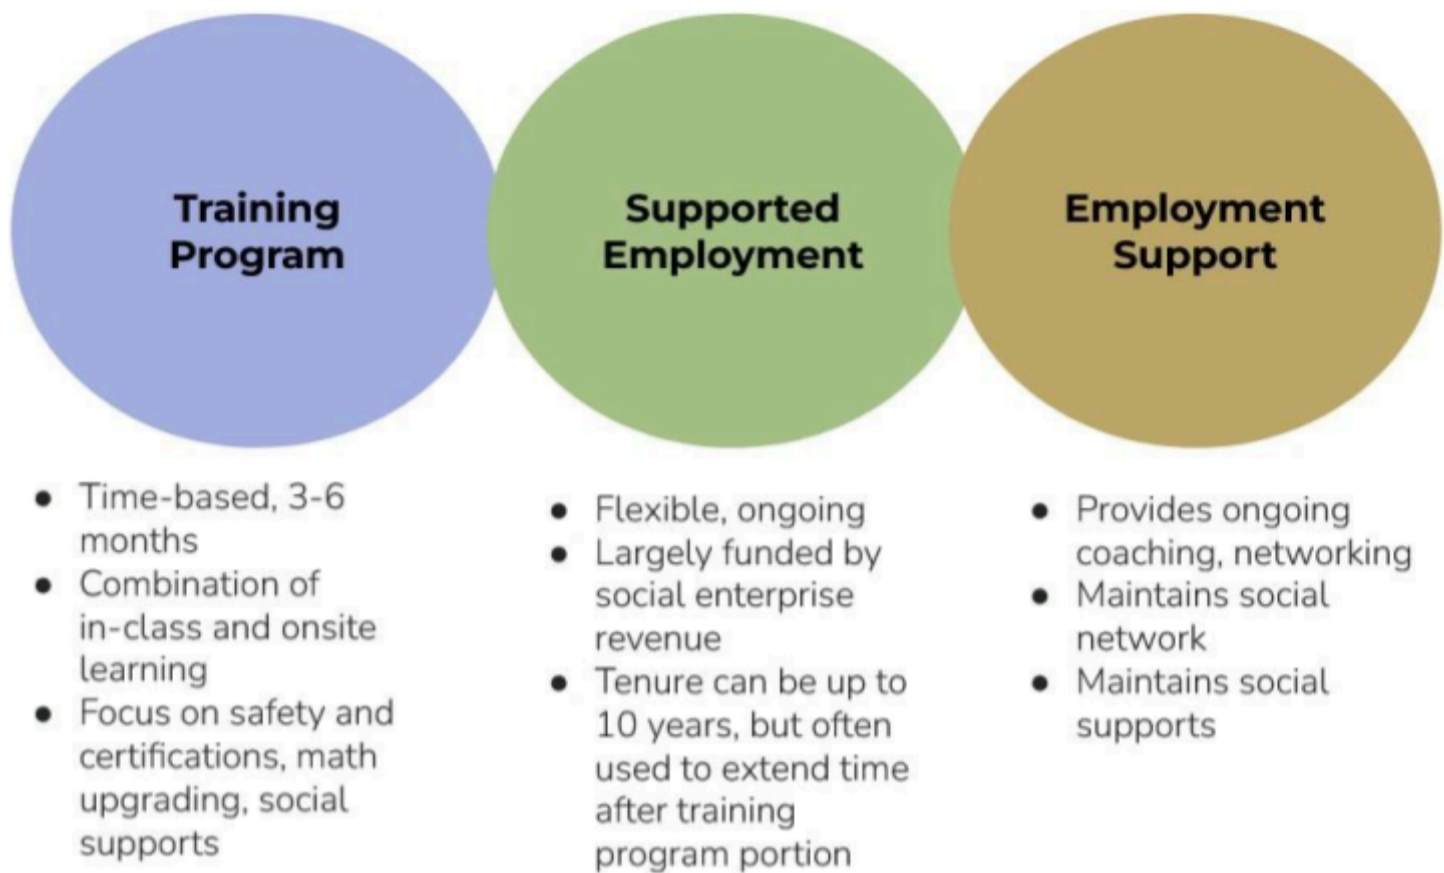 Training
Program
Supported
Employment
Employment
Support
● Time-based, 3-6
months
● Combination of
in-class and onsite
learning
● Focus on safety and
certifications, math
upgrading, social
supports
● Flexible, ongoing
● Largely funded by
social enterprise
revenue
● Tenure can be up to
10 years, but often
used to extend time
after training
program portion
● Provides ongoing
coaching, networking
● Maintains social
network
● Maintains social
supports